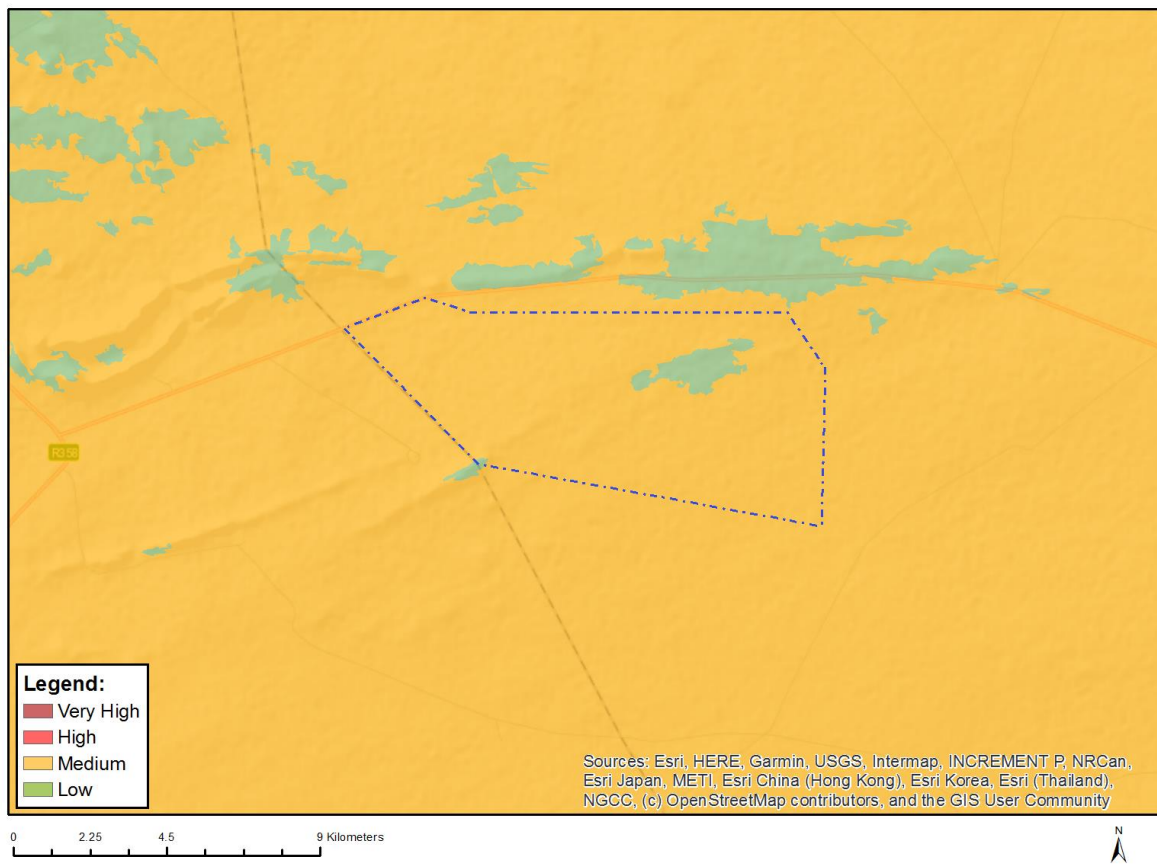 R358
Legend:
Very High
High
Medium
Low
Sources: Esri, HERE, Garmin, USGS, Intermap, INCREMENT P, NRCan,
Esri Japan, METI, Esri China (Hong Kong), Esri Korea, Esri (Thailand),
NGCC, (c) OpenStreetMap contributors, and the GIS User Community
0 2.25 4.5 9 Kilometers
N